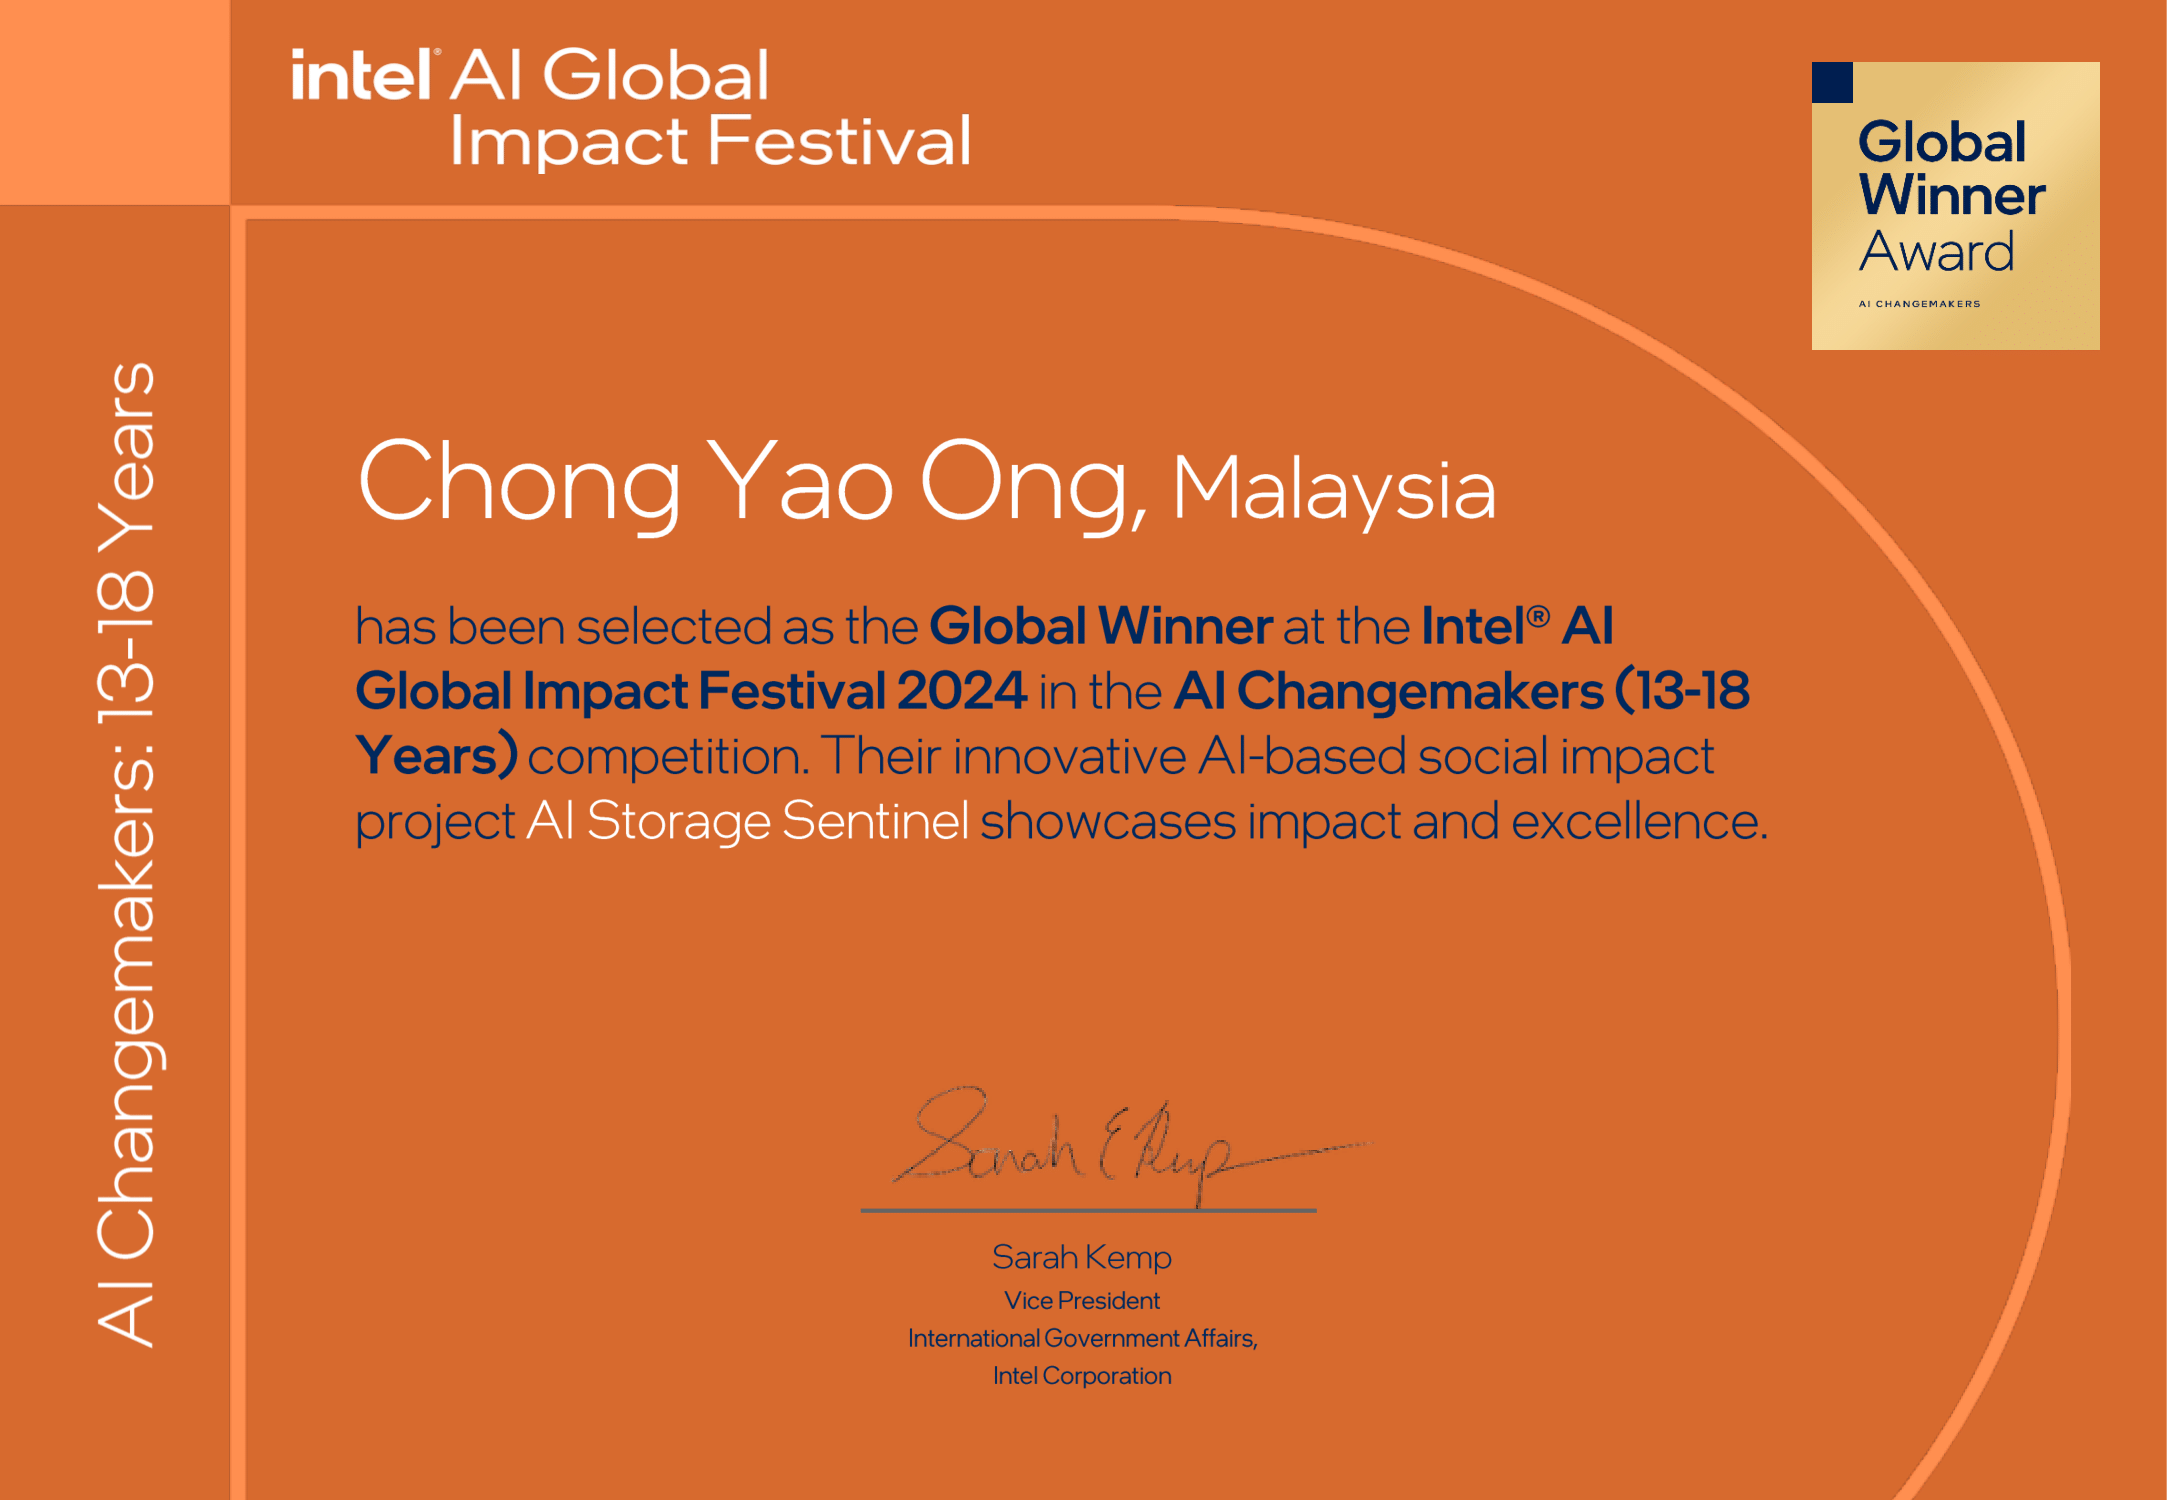 intel® AI Global
Impact Festival
Global
Winner
Award
AI CHANGEMAKERS
AI Changemakers: 13-18 Years
Chong Yao Ong, Malaysia
has been selected as the Global Winner at the Intel® AI
Global Impact Festival 2024 in the AI Changemakers (13-18
Years) competition. Their innovative AI-based social impact
project AI Storage Sentinel showcases impact and excellence.
Sarah E Kemp
Sarah Kemp
Vice President
International Government Affairs,
Intel Corporation